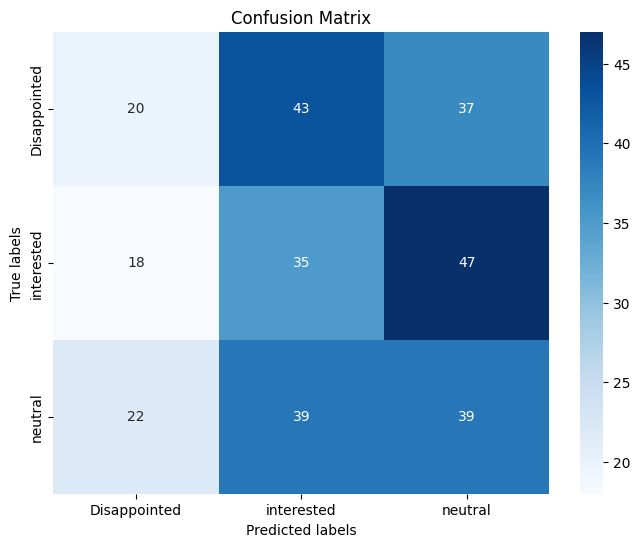 Confusion Matrix
True labels
Disappointed
interested
neutral
20 43 37
18 35 47
22 39 39
Disappointed interested neutral
Predicted labels
45
40
35
30
25
20